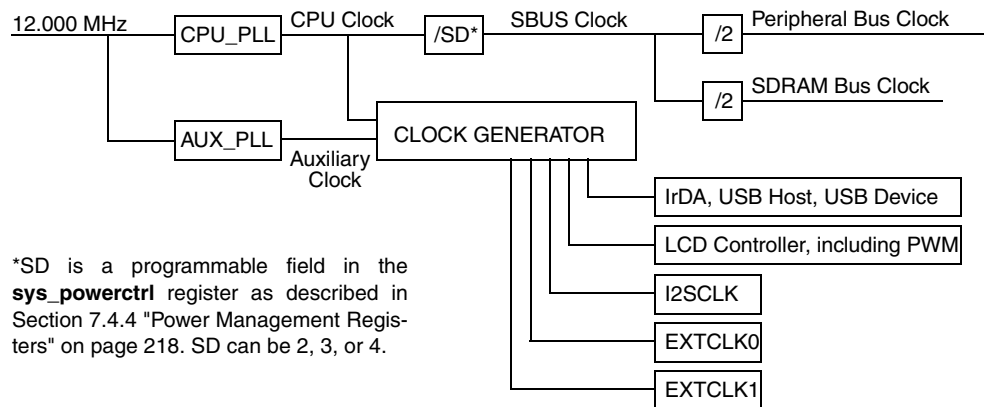 12.000 MHz
CPU_PLL
CPU Clock
/SD*
SBUS Clock
/2
Peripheral Bus Clock
/2
SDRAM Bus Clock
AUX_PLL
Auxiliary
Clock
CLOCK GENERATOR
IrDA, USB Host, USB Device
LCD Controller, including PWM
I2SCLK
EXTCLK0
EXTCLK1
*SD is a programmable field in the
sys_powerctrl register as described in
Section 7.4.4 "Power Management Regis-
ters" on page 218. SD can be 2, 3, or 4.